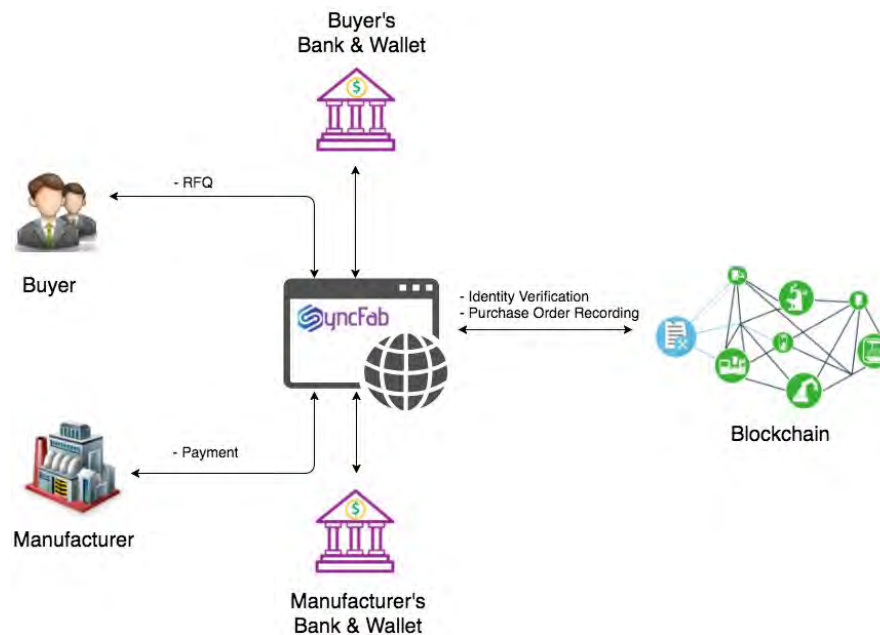 Buyer's
Bank & Wallet
- RFQ
Buyer
SyncFab
- Identity Verification
- Purchase Order Recording
Blockchain
- Payment
Manufacturer
Manufacturer's
Bank & Wallet